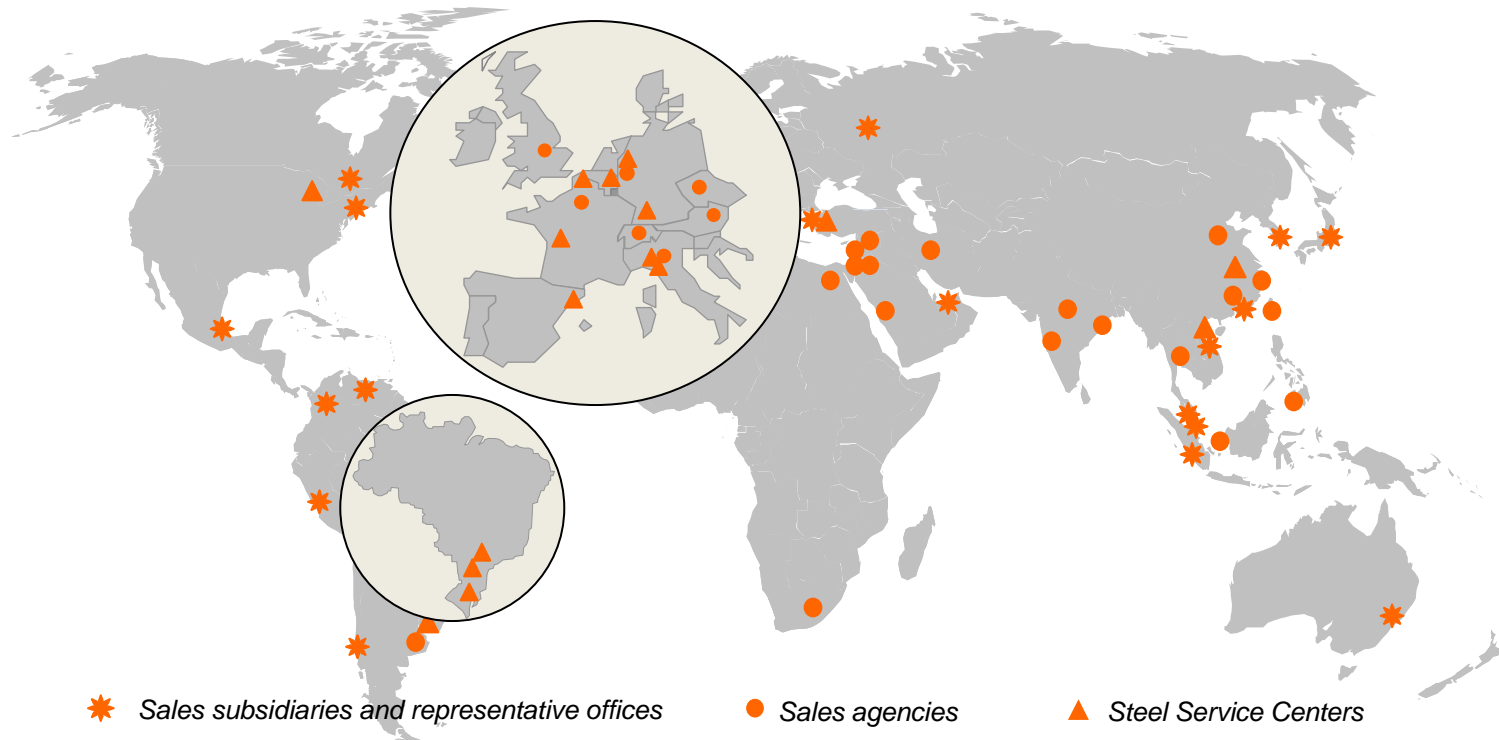 Sales subsidiaries and representative offices
Sales agencies
Steel Service Centers